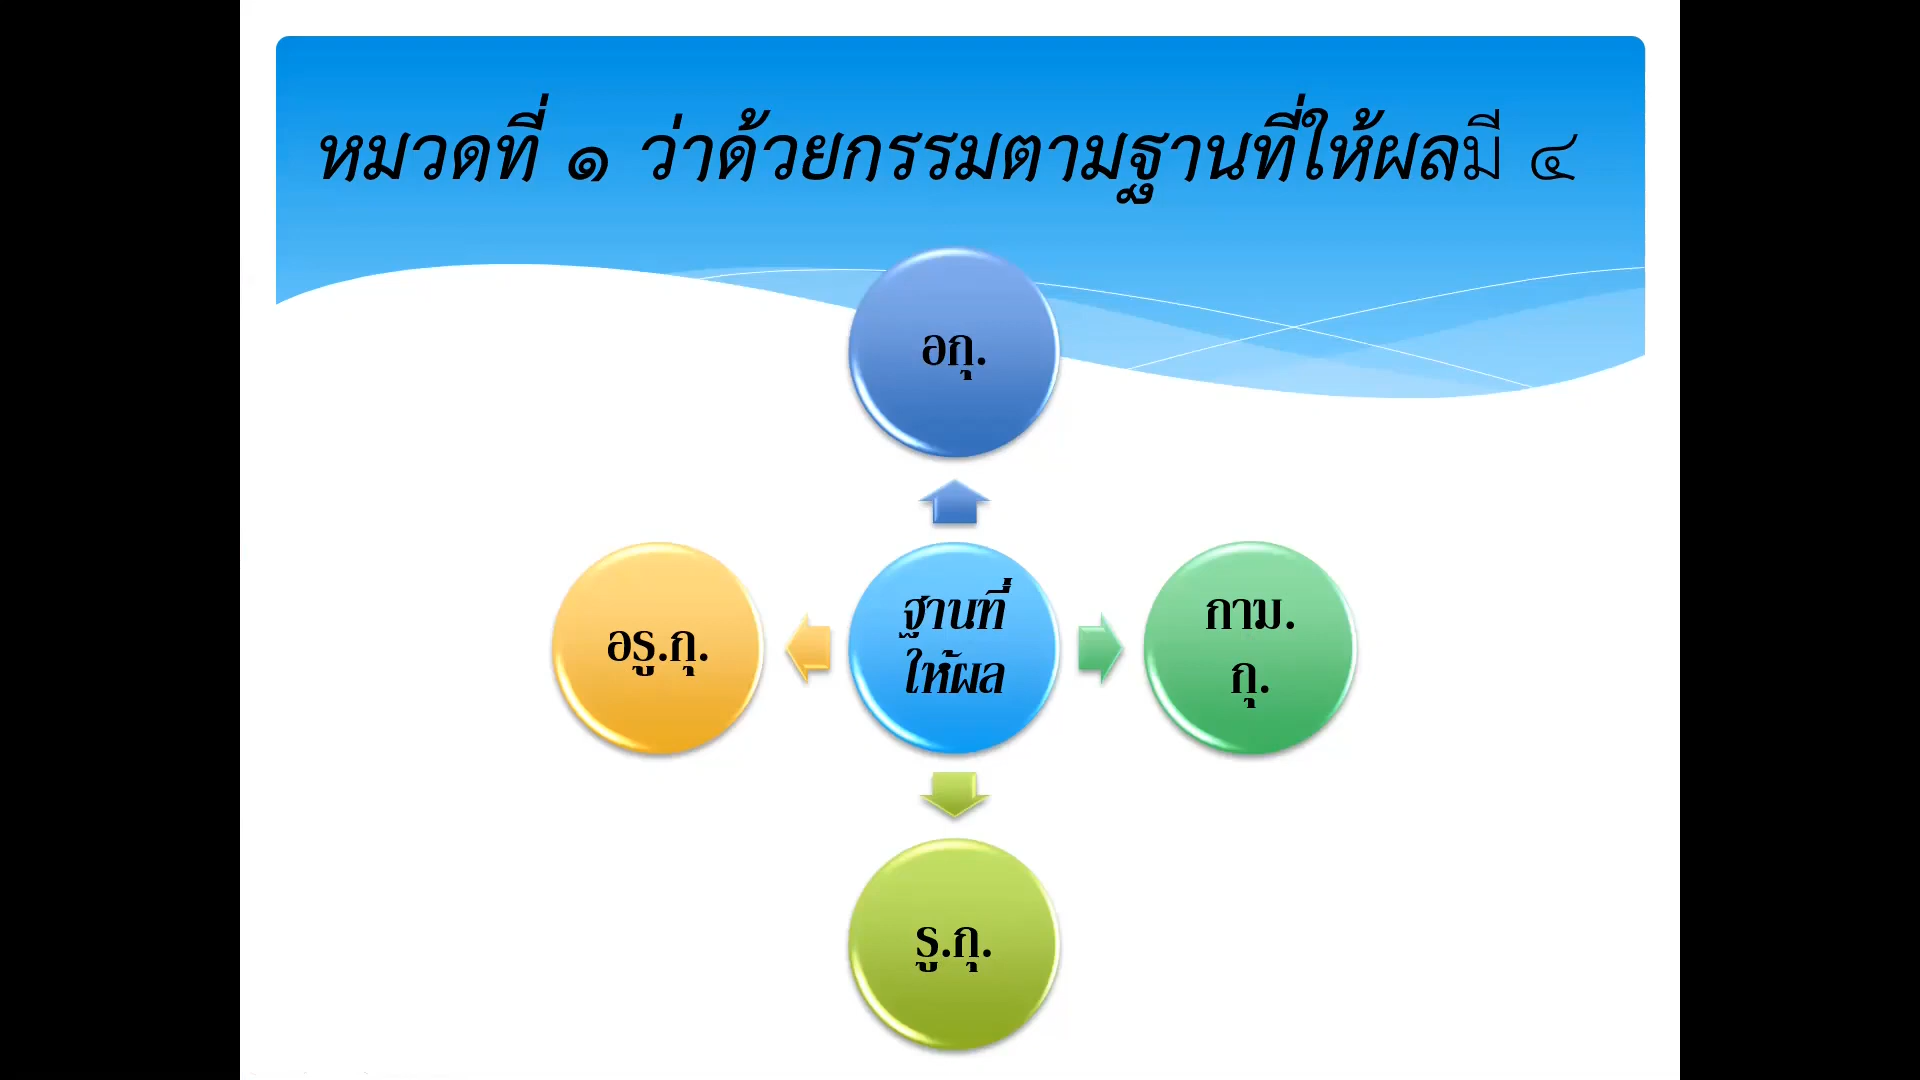 หมวดที่ ๑ ว่าด้วยกรรมตามฐานที่ให้ผลมี ๔
อกุ.
อรู.กุ.
ฐานที่
ให้ผล
กาม.
กุ.
รู.กุ.